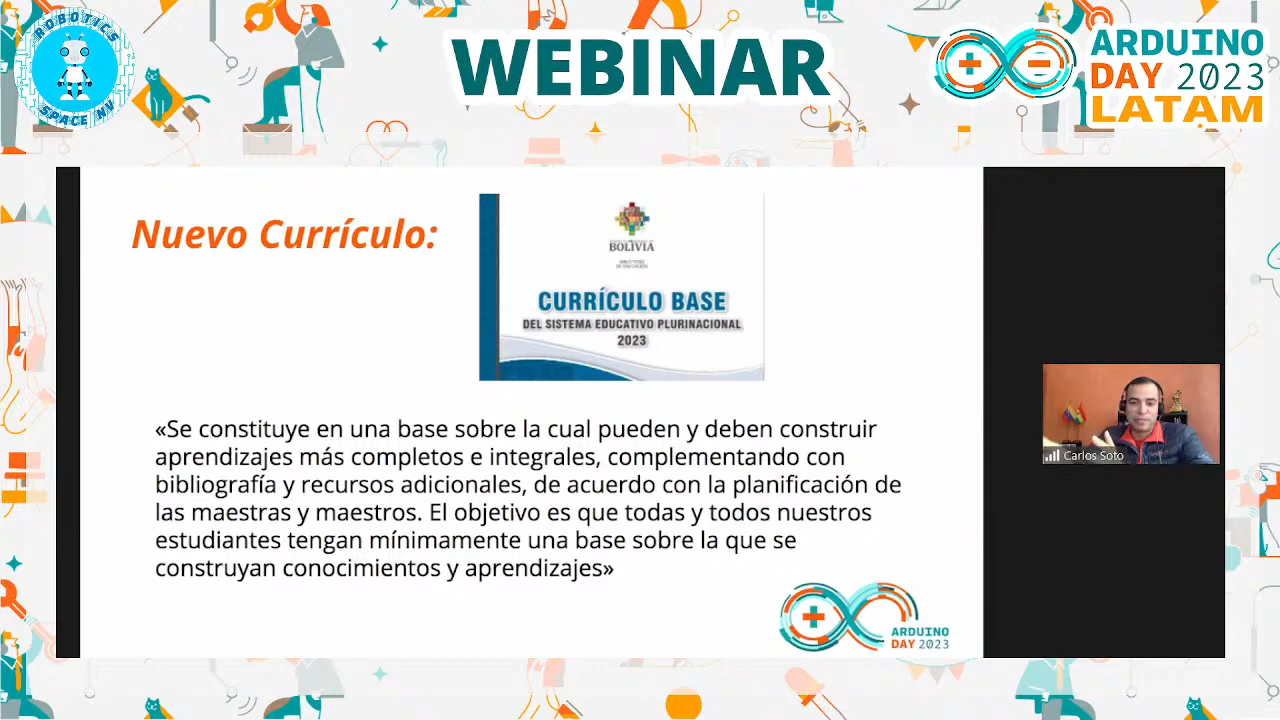 ROBOTICS
SPACE NV
WEBINAR
ARDUINO
DAY 2023
LATAM
Nuevo Currículo:
BOLIVIA
CURRÍCULO BASE
DEL SISTEMA EDUCATIVO PLURINACIONAL
2023
«Se constituye en una base sobre la cual pueden y deben construir
aprendizajes más completos e integrales, complementando con
bibliografía y recursos adicionales, de acuerdo con la planificación de
las maestras y maestros. El objetivo es que todas y todos nuestros
estudiantes tengan mínimamente una base sobre la que se
construyan conocimientos y aprendizajes»
ARDUINO
DAY 2023
Carlos Soto